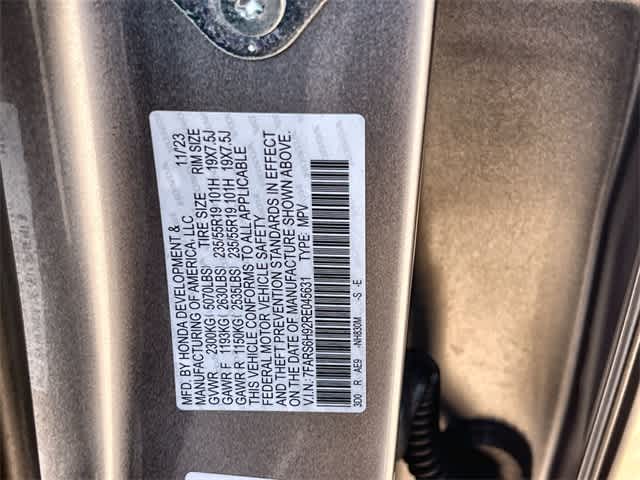 MFD. BY HONDA DEVELOPMENT & 11/23
MANUFACTURING OF AMERICA, LLC
TIRE SIZE RIM SIZE
GVWR 2300KG( 5070LBS) 235/55R19 101H 19X7.5J
GAWR F 1193KG( 2630LBS) 235/55R19 101H 19X7.5J
GAWR R 1150KG( 2535LBS)
THIS VEHICLE CONFORMS TO ALL APPLICABLE
FEDERAL MOTOR VEHICLE SAFETY
AND THEFT PREVENTION STANDARDS IN EFFECT
ON THE DATE OF MANUFACTURE SHOWN ABOVE.
V.I.N.: 7FARS6H92RE045631 TYPE: MPV
3D0 R AE9 -NH830M -S -E